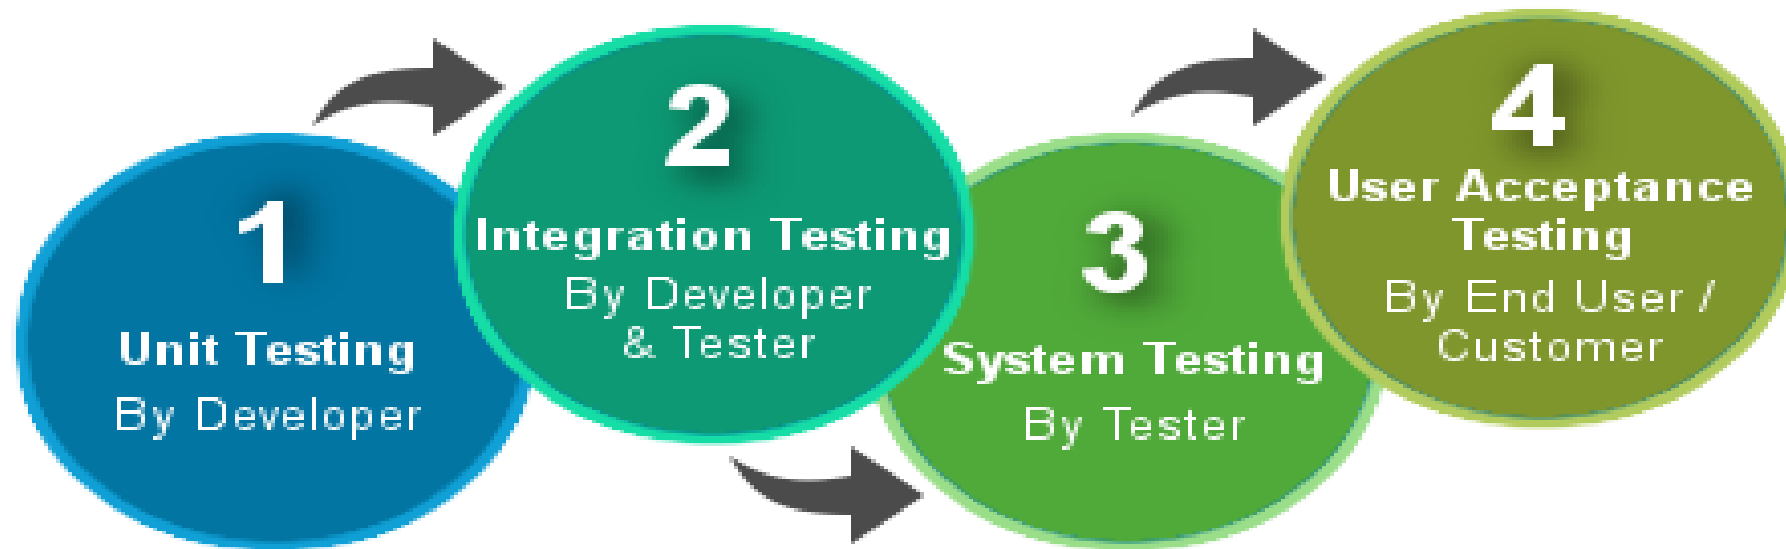 1
Unit Testing
By Developer
2
Integration Testing
By Developer
& Tester
3
System Testing
By Tester
4
User Acceptance
Testing
By End User /
Customer